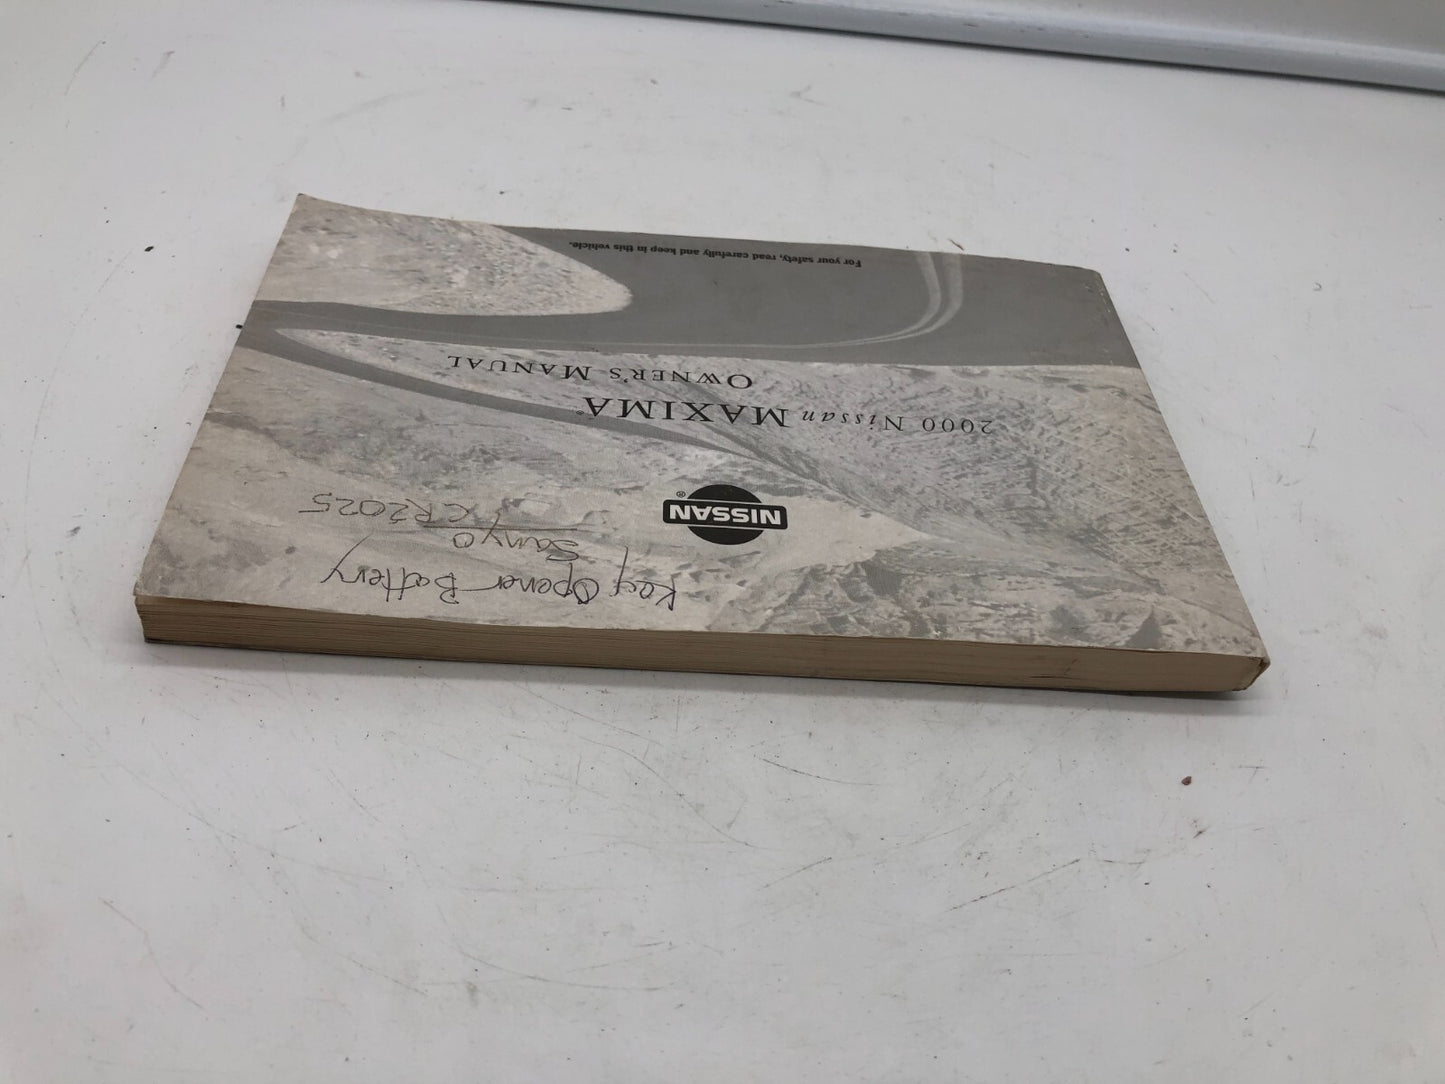 Key Opener Battery
Sanyo CR2025
NISSAN®
2000 Nissan MAXIMA®
OWNER'S MANUAL
For your safety, read carefully and keep in this vehicle.